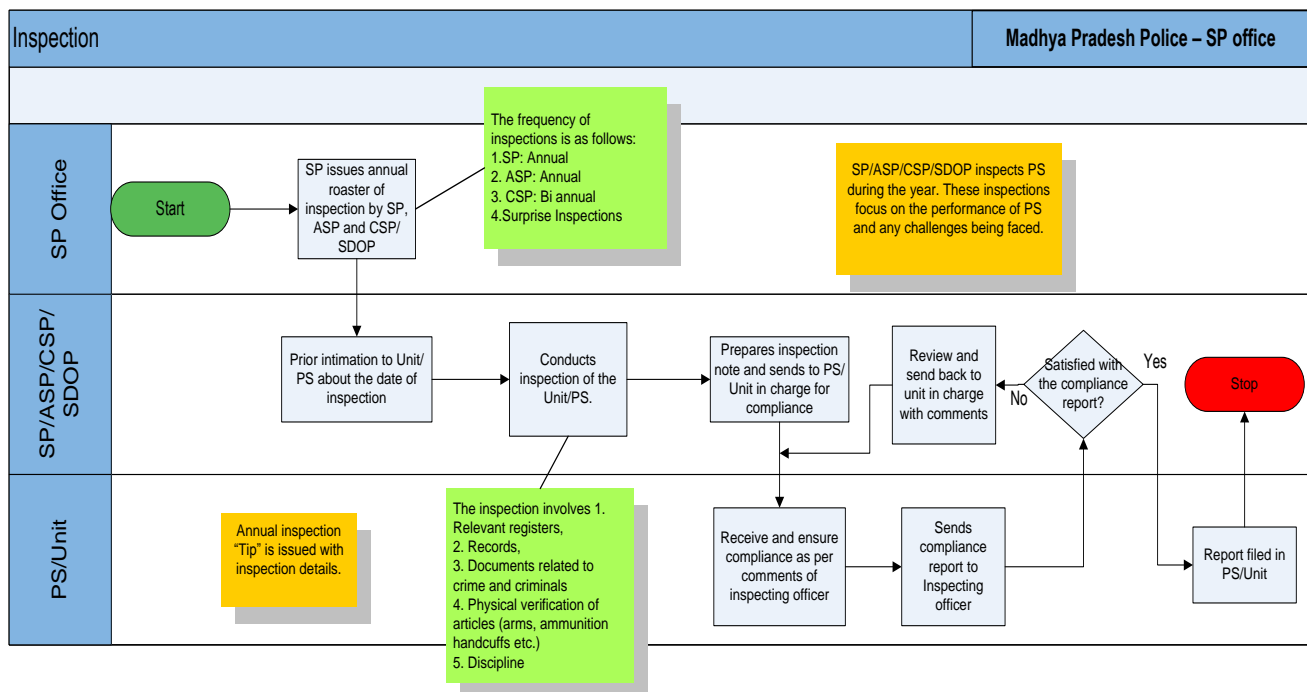 Inspection
Madhya Pradesh Police – SP office
SP Office
Start
SP issues annual
roaster of
inspection by SP,
ASP and CSP/
SDOP
The frequency of
inspections is as follows:
1.SP: Annual
2. ASP: Annual
3. CSP: Bi annual
4.Surprise Inspections
SP/ASP/CSP/SDOP inspects PS
during the year. These inspections
focus on the performance of PS
and any challenges being faced.
SP/ASP/CSP/
SDOP
Prior intimation to Unit/
PS about the date of
inspection
Conducts
inspection of the
Unit/PS.
Prepares inspection
note and sends to PS/
Unit in charge for
compliance
Review and
send back to
unit in charge
with comments
No
Satisfied with
the compliance
report?
Yes
Stop
PS/Unit
Annual inspection
“Tip” is issued with
inspection details.
The inspection involves 1.
Relevant registers,
2. Records,
3. Documents related to
crime and criminals
4. Physical verification of
articles (arms, ammunition
handcuffs etc.)
5. Discipline
Receive and ensure
compliance as per
comments of
inspecting officer
Sends
compliance
report to
Inspecting
officer
Report filed in
PS/Unit